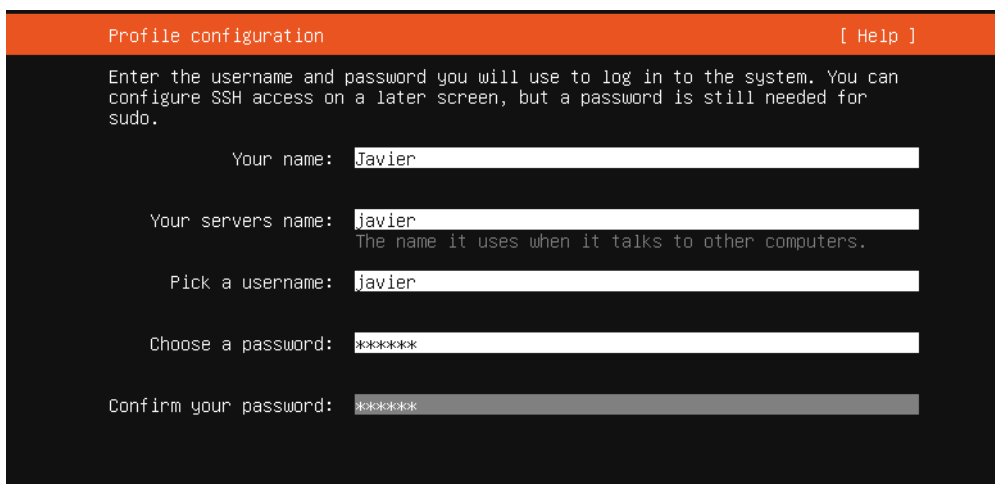 Profile configuration [ Help ]
Enter the username and password you will use to log in to the system. You can
configure SSH access on a later screen, but a password is still needed for
sudo.
Your name: Javier
Your servers name: javier
The name it uses when it talks to other computers.
Pick a username: javier
Choose a password: ******
Confirm your password: ******